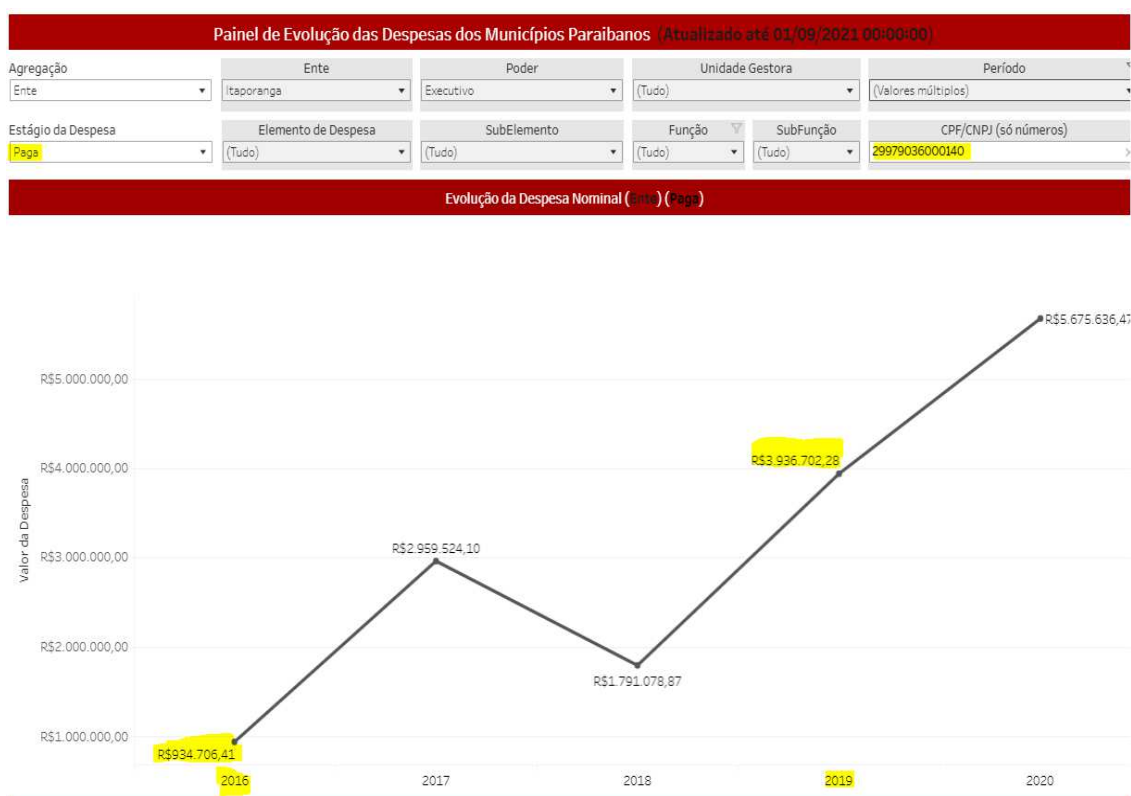 Painel de Evolução das Despesas dos Municípios Paraibanos (Atualizado até 01/09/2021 00:00:00)
Agregação Ente Poder Unidade Gestora Período
Ente Itaporanga Executivo (Tudo) (Valores múltiplos)
Estágio da Despesa Elemento de Despesa SubElemento Função SubFunção CPF/CNPJ (só números)
Paga (Tudo) (Tudo) (Tudo) (Tudo) 29979036000140
Evolução da Despesa Nominal (Ente) (Paga)
R$5.675.636,47
R$5.000.000,00
R$4.000.000,00
R$3.936.702,28
R$3.000.000,00
R$2.959.524,10
R$2.000.000,00
R$1.791.078,87
R$1.000.000,00
R$934.706,41
Valor da Despesa
2016 2017 2018 2019 2020